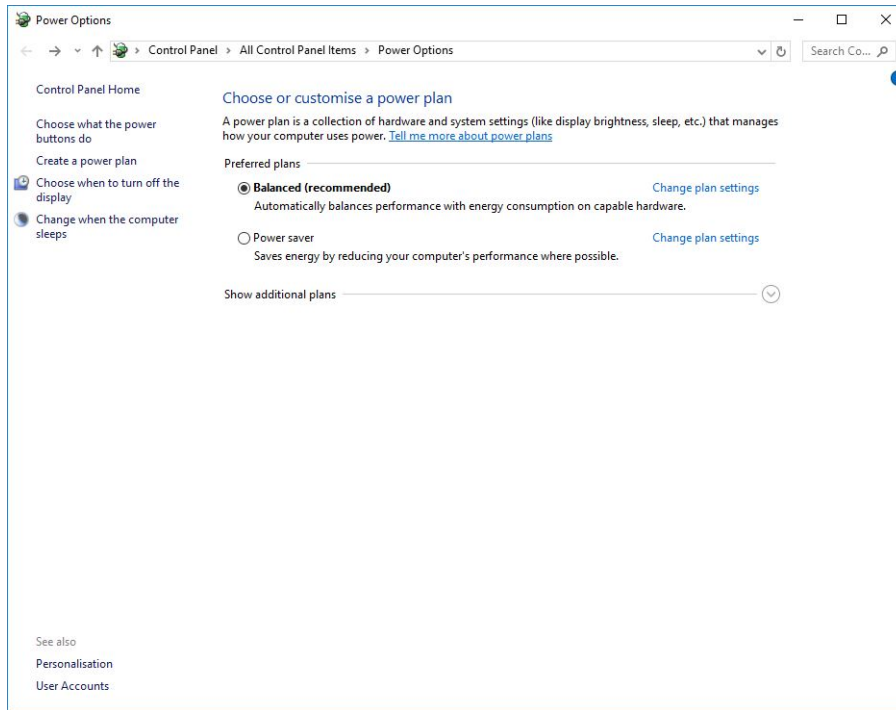 Power Options
Control Panel > All Control Panel Items > Power Options
Search Co...
Control Panel Home
Choose what the power
buttons do
Create a power plan
Choose when to turn off the
display
Change when the computer
sleeps
Choose or customise a power plan
A power plan is a collection of hardware and system settings (like display brightness, sleep, etc.) that manages
how your computer uses power. Tell me more about power plans
Preferred plans
Balanced (recommended)
Change plan settings
Automatically balances performance with energy consumption on capable hardware.
Power saver
Change plan settings
Saves energy by reducing your computer's performance where possible.
Show additional plans
See also
Personalisation
User Accounts